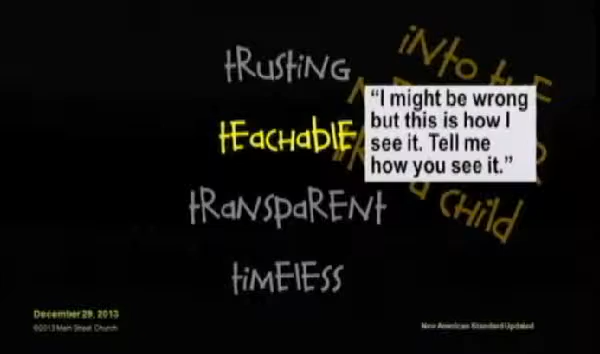 tRUStiNG
tEacHablE
tRaNSpaRENt
timElESS
iNto tHE
a CHild
“I might be wrong
but this is how I
see it. Tell me
how you see it.”
December 29, 2013
©2013 Main Street Church
New American Standard Updated